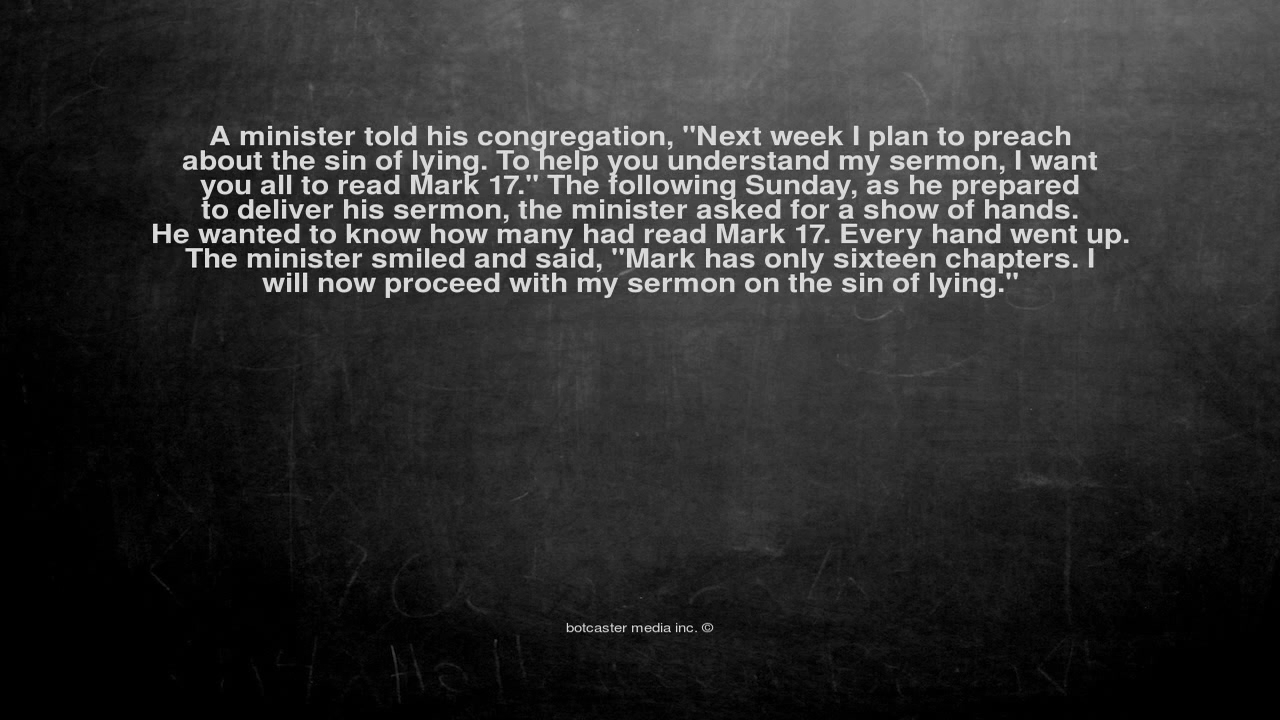 A minister told his congregation, "Next week I plan to preach
about the sin of lying. To help you understand my sermon, I want
you all to read Mark 17." The following Sunday, as he prepared
to deliver his sermon, the minister asked for a show of hands.
He wanted to know how many had read Mark 17. Every hand went up.
The minister smiled and said, "Mark has only sixteen chapters. I
will now proceed with my sermon on the sin of lying."
botcaster media inc. ©